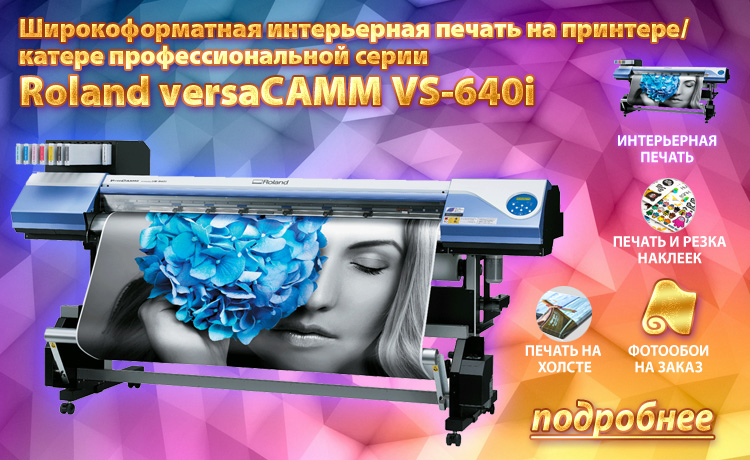 Широкоформатная интерьерная печать на принтере/
катере профессиональной серии
Roland versaCAMM VS-640i
ИНТЕРЬЕРНАЯ
ПЕЧАТЬ
Roland
ПЕЧАТЬ И РЕЗКА
НАКЛЕЕК
ПЕЧАТЬ НА
ХОЛСТЕ
ФОТООБОИ
НА ЗАКАЗ
подробнее